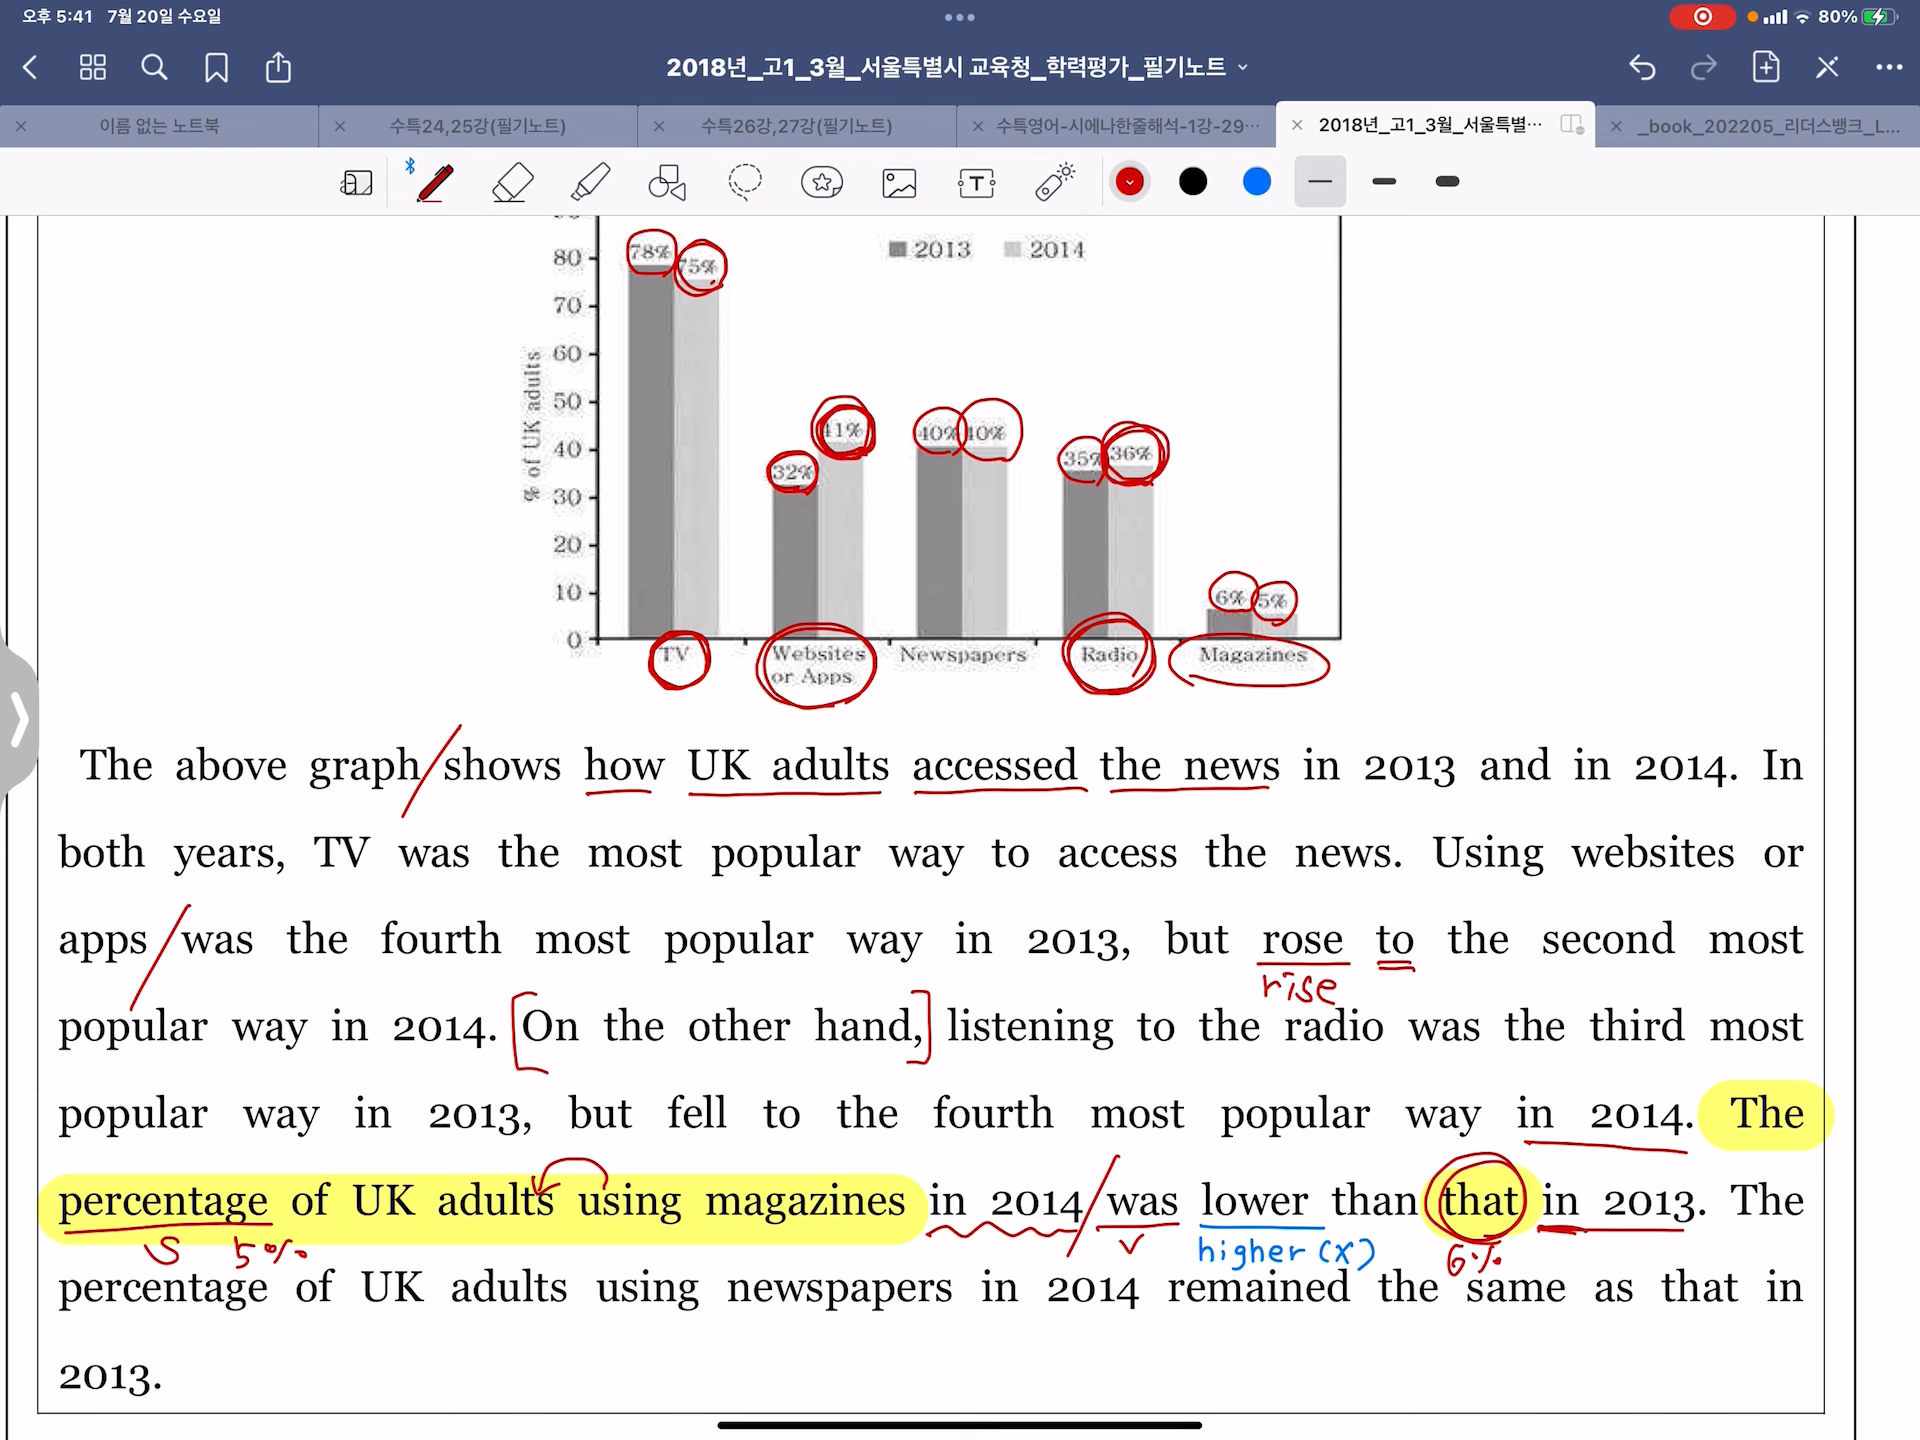 오후 5:41 7월 20일 수요일
80%
2018년_고1_3월_서울특별시 교육청_학력평가_필기노트
이름 없는 노트북
수특24,25강(필기노트)
수특26강,27강(필기노트)
수특영어-시에나한줄해석-1강-29…
2018년_고1_3월_서울특별…
_book_202205_리더스뱅크_L...
2013 2014
% of UK adults
80
70
60
50
40
30
20
10
0
78% 75%
32% 41%
40% 40%
35% 36%
6% 5%
TV
Websites or Apps
Newspapers
Radio
Magazines
The above graph shows how UK adults accessed the news in 2013 and in 2014. In
both years, TV was the most popular way to access the news. Using websites or
apps was the fourth most popular way in 2013, but rose to the second most
rise
popular way in 2014. [On the other hand,] listening to the radio was the third most
popular way in 2013, but fell to the fourth most popular way in 2014. The
percentage of UK adults using magazines in 2014 was lower than that in 2013. The
S 5% v higher (x) 6%
percentage of UK adults using newspapers in 2014 remained the same as that in
2013.